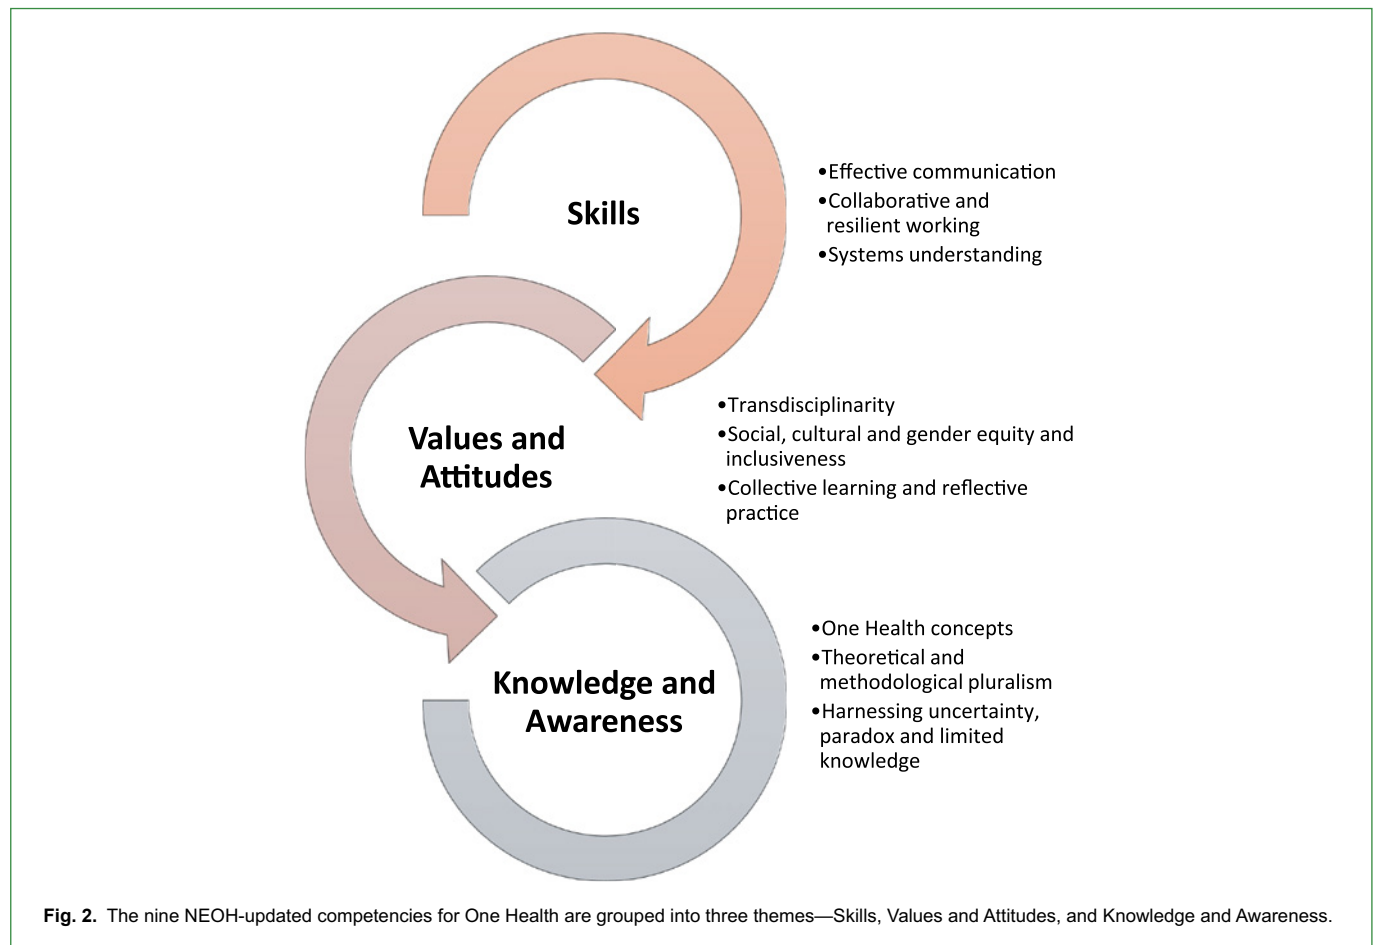 Skills
•Effective communication
•Collaborative and
resilient working
•Systems understanding
Values and
Attitudes
•Transdisciplinarity
•Social, cultural and gender equity and
inclusiveness
•Collective learning and reflective
practice
Knowledge and
Awareness
•One Health concepts
•Theoretical and
methodological pluralism
•Harnessing uncertainty,
paradox and limited
knowledge
Fig. 2. The nine NEOH-updated competencies for One Health are grouped into three themes—Skills, Values and Attitudes, and Knowledge and Awareness.